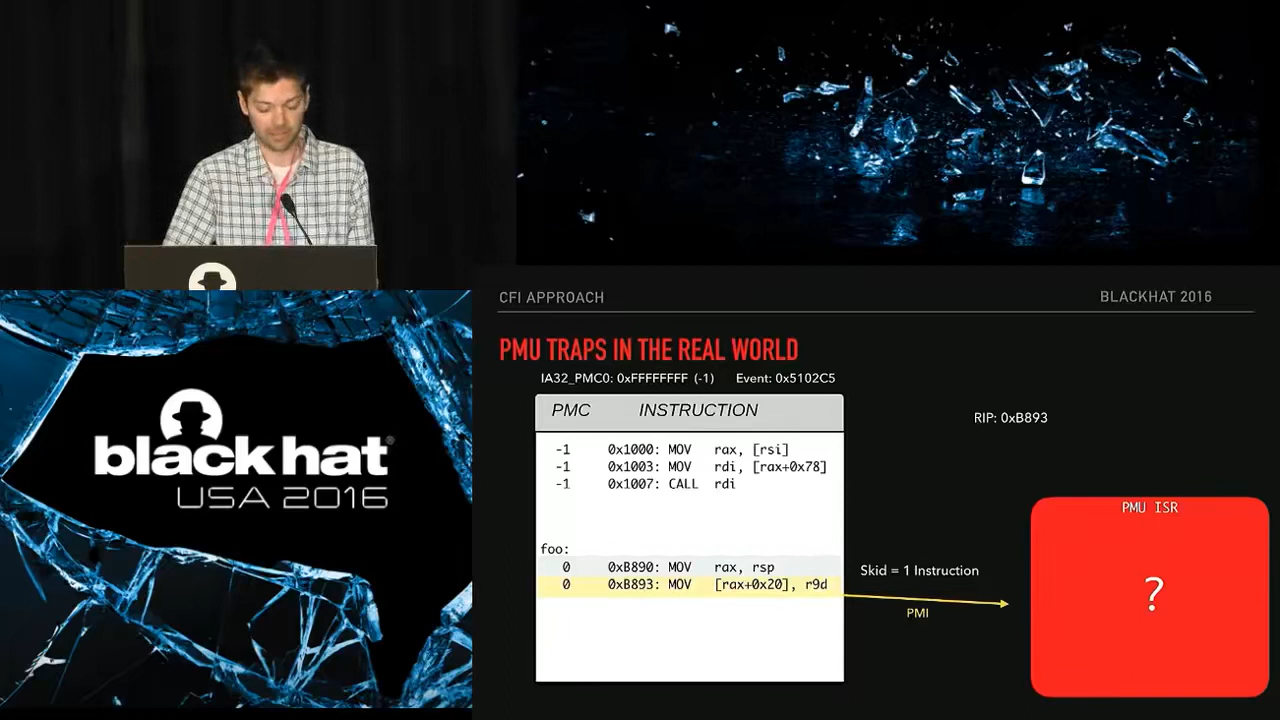 CFI APPROACH
BLACKHAT 2016
PMU TRAPS IN THE REAL WORLD
IA32_PMC0: 0xFFFFFFFF (-1) Event: 0x5102C5
PMC INSTRUCTION
-1 0x1000: MOV rax, [rsi]
-1 0x1003: MOV rdi, [rax+0x78]
-1 0x1007: CALL rdi
foo:
0 0xB890: MOV rax, rsp
0 0xB893: MOV [rax+0x20], r9d
RIP: 0xB893
Skid = 1 Instruction
PMI
PMU ISR
?
black hat®
USA 2016